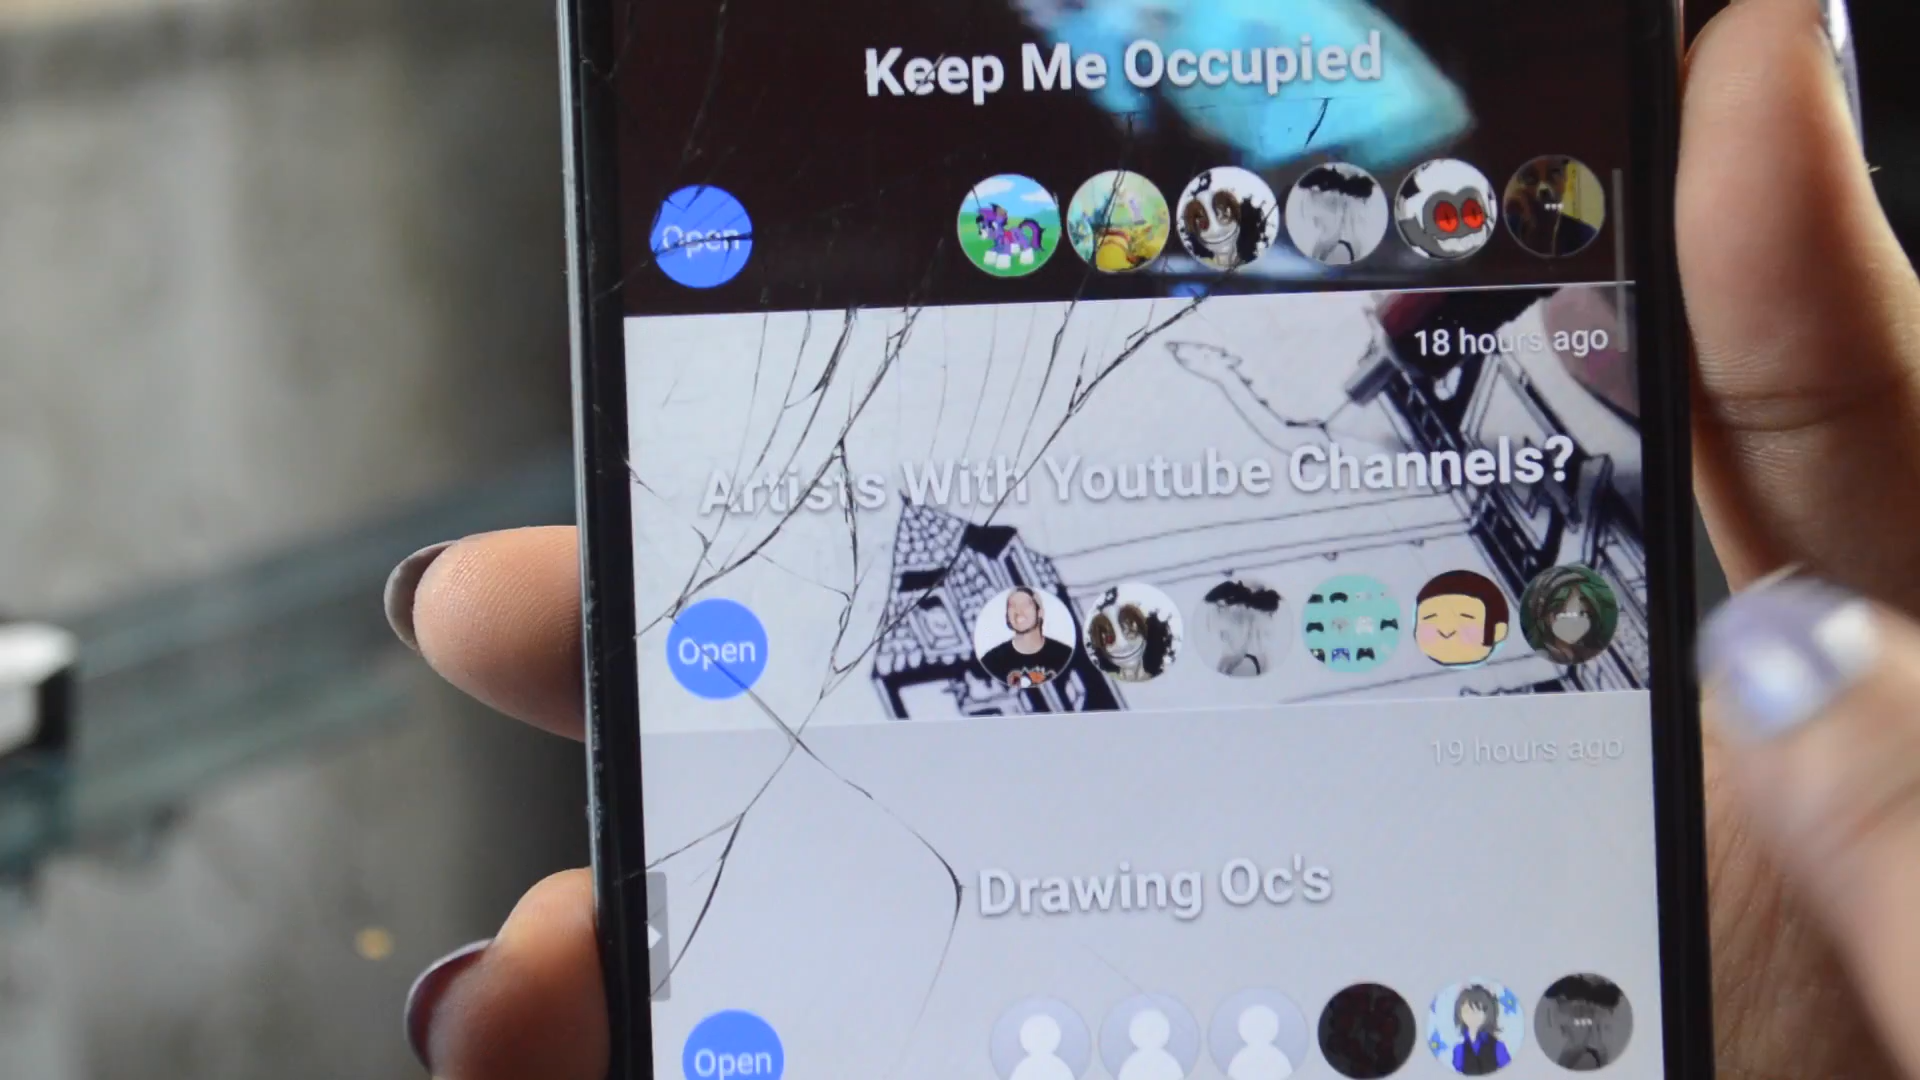 Keep Me Occupied
Open
18 hours ago
Artists With Youtube Channels?
Open
19 hours ago
Drawing Oc's
Open